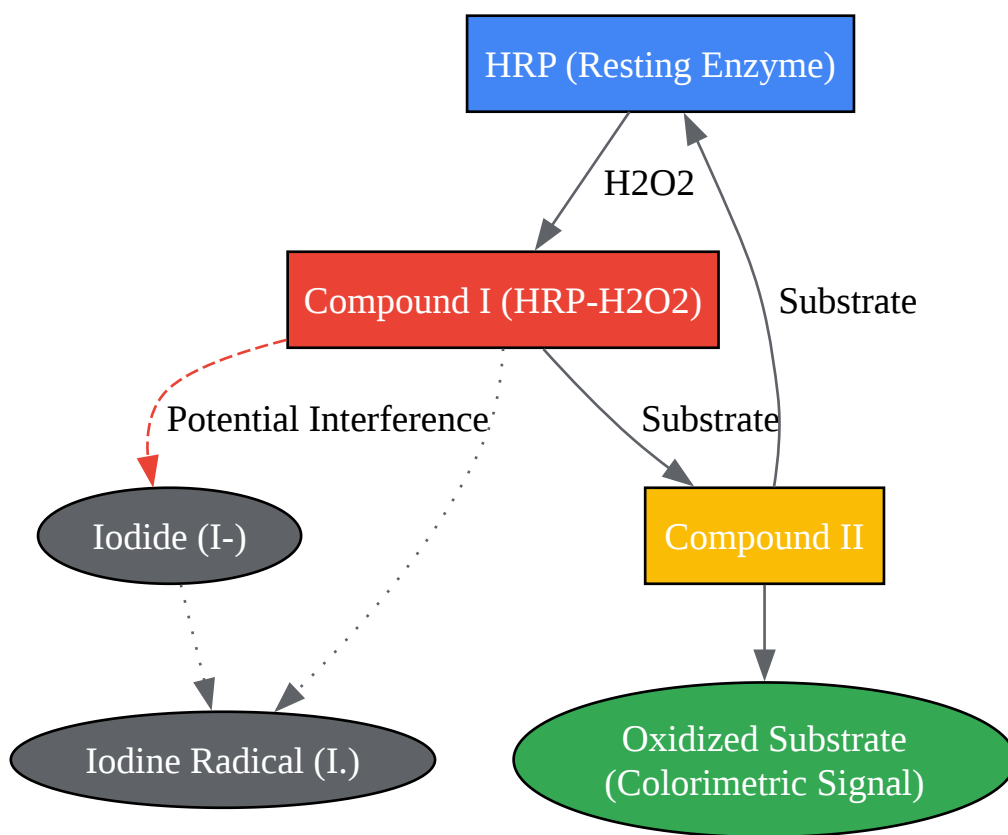 HRP (Resting Enzyme)
H2O2
Compound I (HRP-H2O2)
Substrate
Potential Interference
Substrate
Iodide (I-)
Compound II
Iodine Radical (I.)
Oxidized Substrate
(Colorimetric Signal)